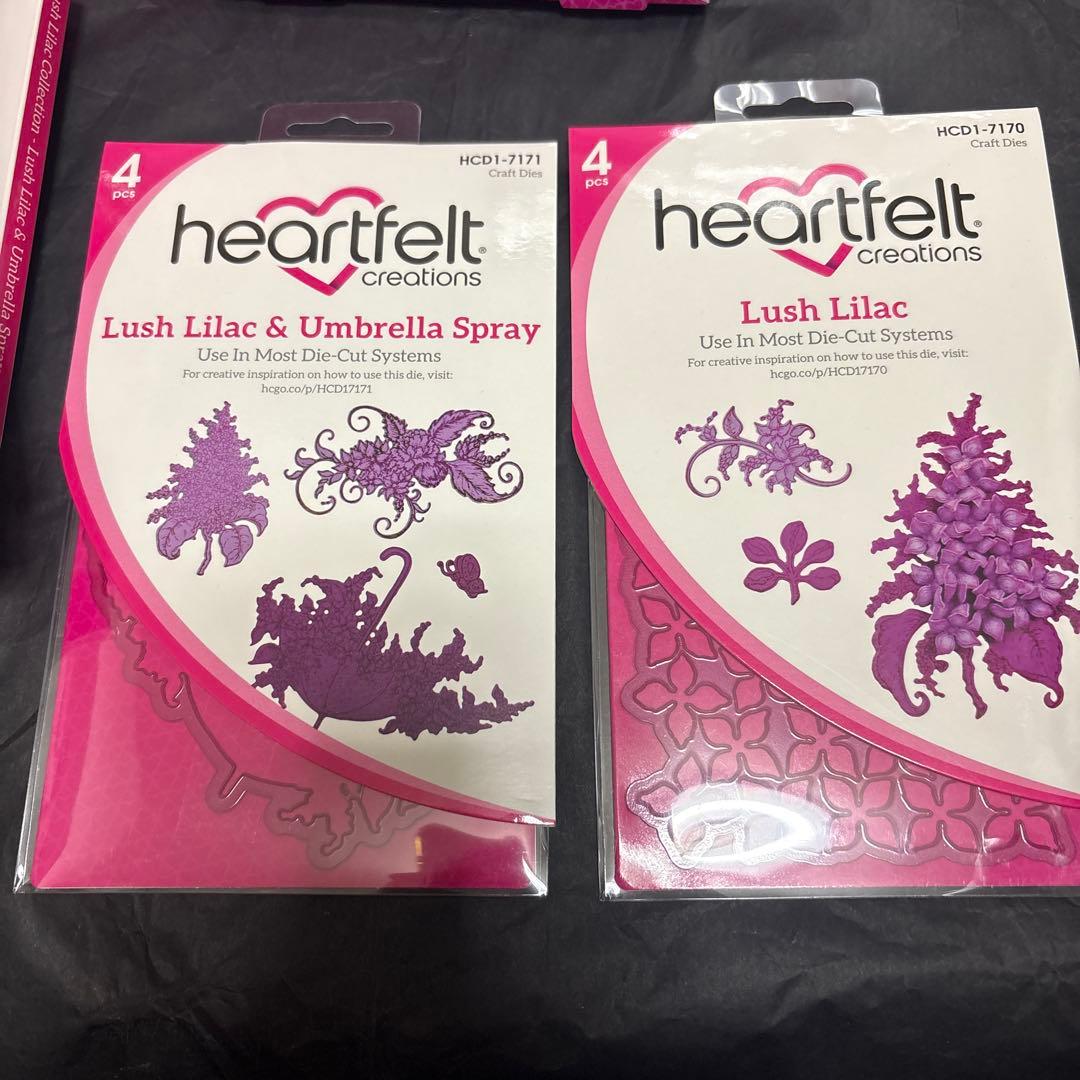 Lush Lilac Collection - Lush Lilac & Umbrella Spray
4
pcs
HCD1-7171
Craft Dies
heartfelt®
creations
Lush Lilac & Umbrella Spray
Use In Most Die-Cut Systems
For creative inspiration on how to use this die, visit:
hcgo.co/p/HCD17171
4
pcs
HCD1-7170
Craft Dies
heartfelt®
creations
Lush Lilac
Use In Most Die-Cut Systems
For creative inspiration on how to use this die, visit:
hcgo.co/p/HCD17170